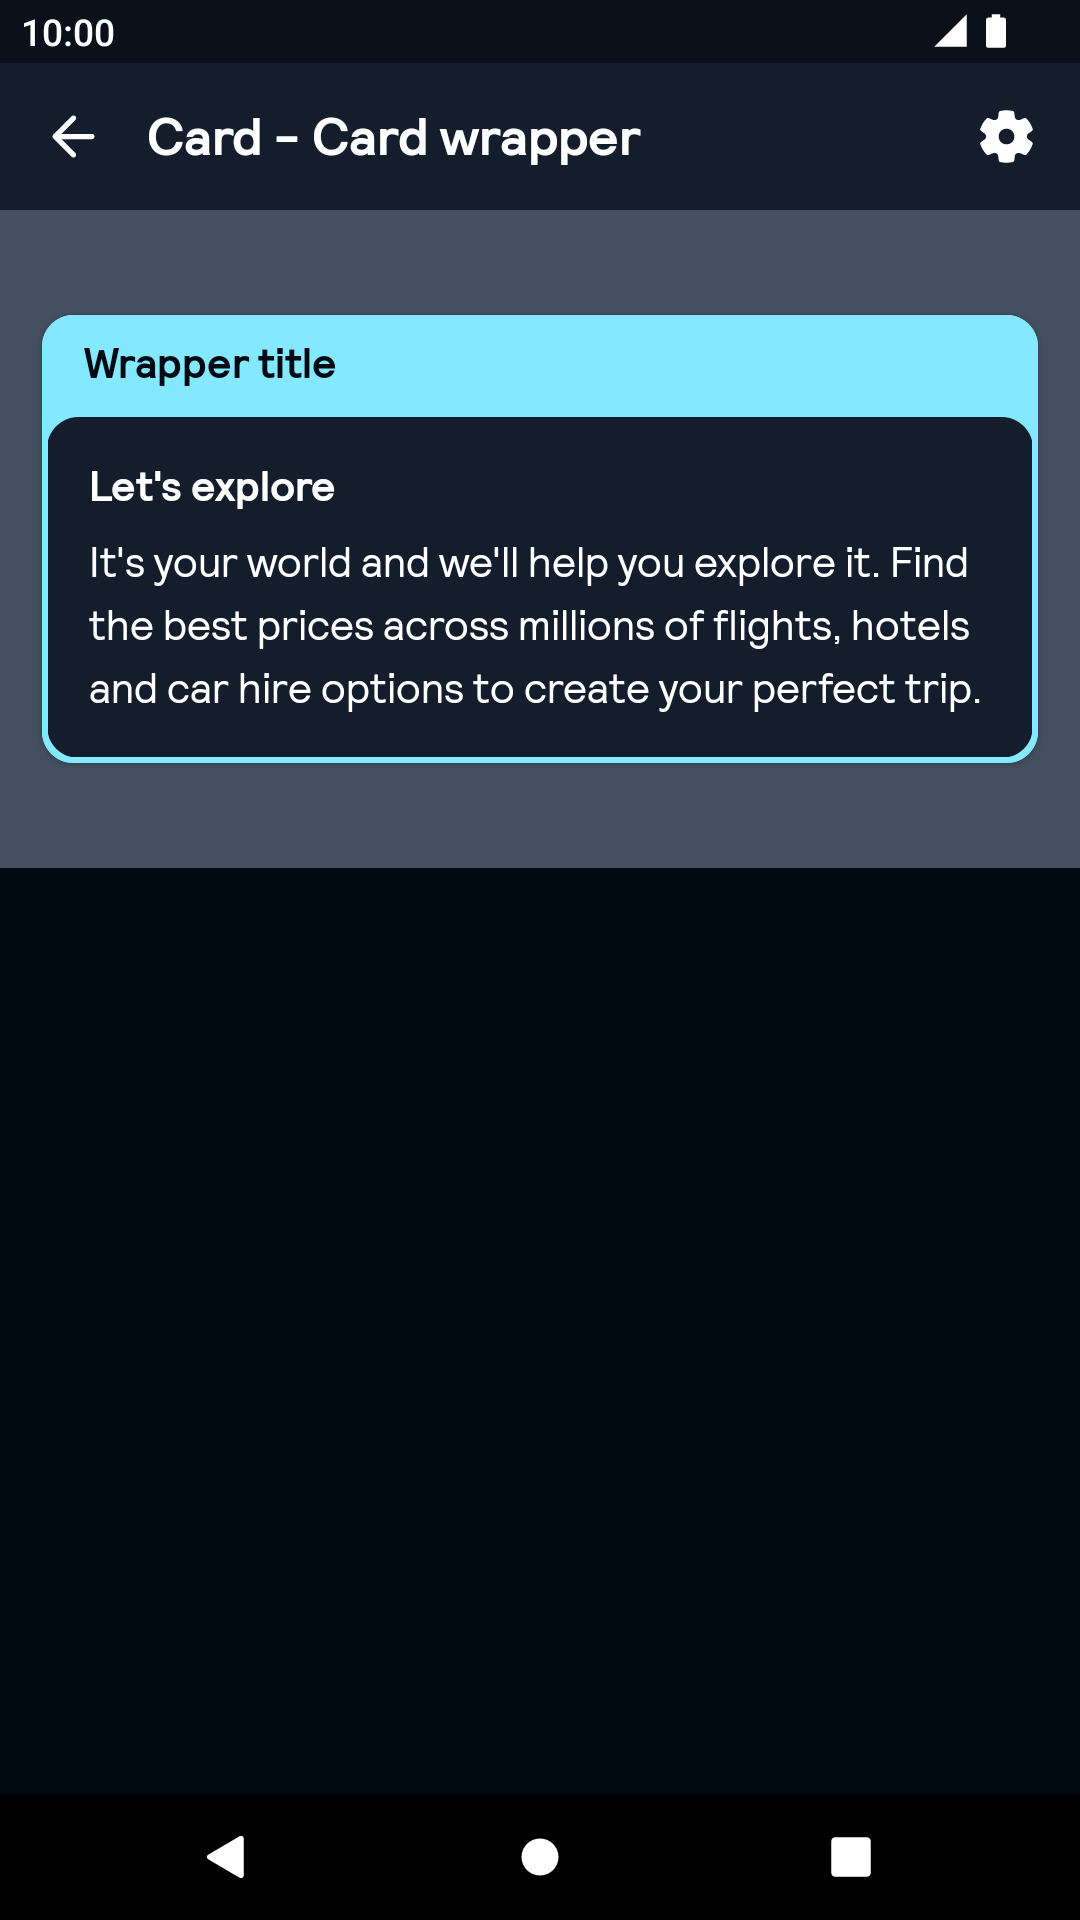 10:00
Card - Card wrapper
Wrapper title
Let's explore
It's your world and we'll help you explore it. Find
the best prices across millions of flights, hotels
and car hire options to create your perfect trip.